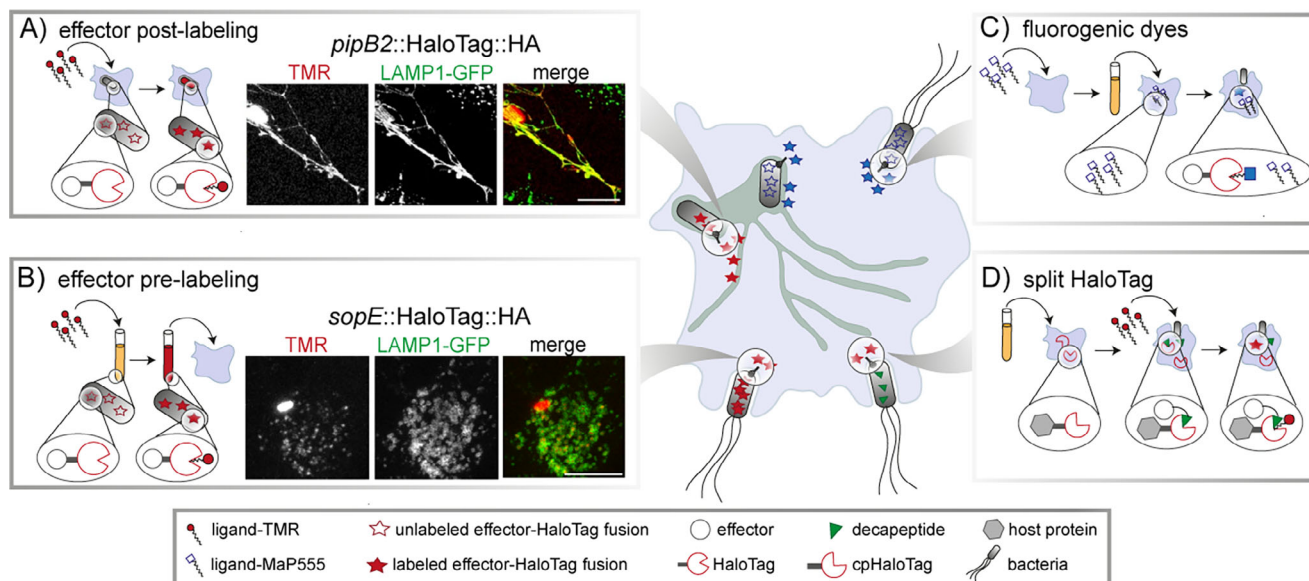 A) effector post-labeling
pipB2::HaloTag::HA
TMR LAMP1-GFP merge
B) effector pre-labeling
sopE::HaloTag::HA
TMR LAMP1-GFP merge
C) fluorogenic dyes
D) split HaloTag
ligand-TMR unlabeled effector-HaloTag fusion effector decapeptide host protein
ligand-MaP555 labeled effector-HaloTag fusion HaloTag cpHaloTag bacteria